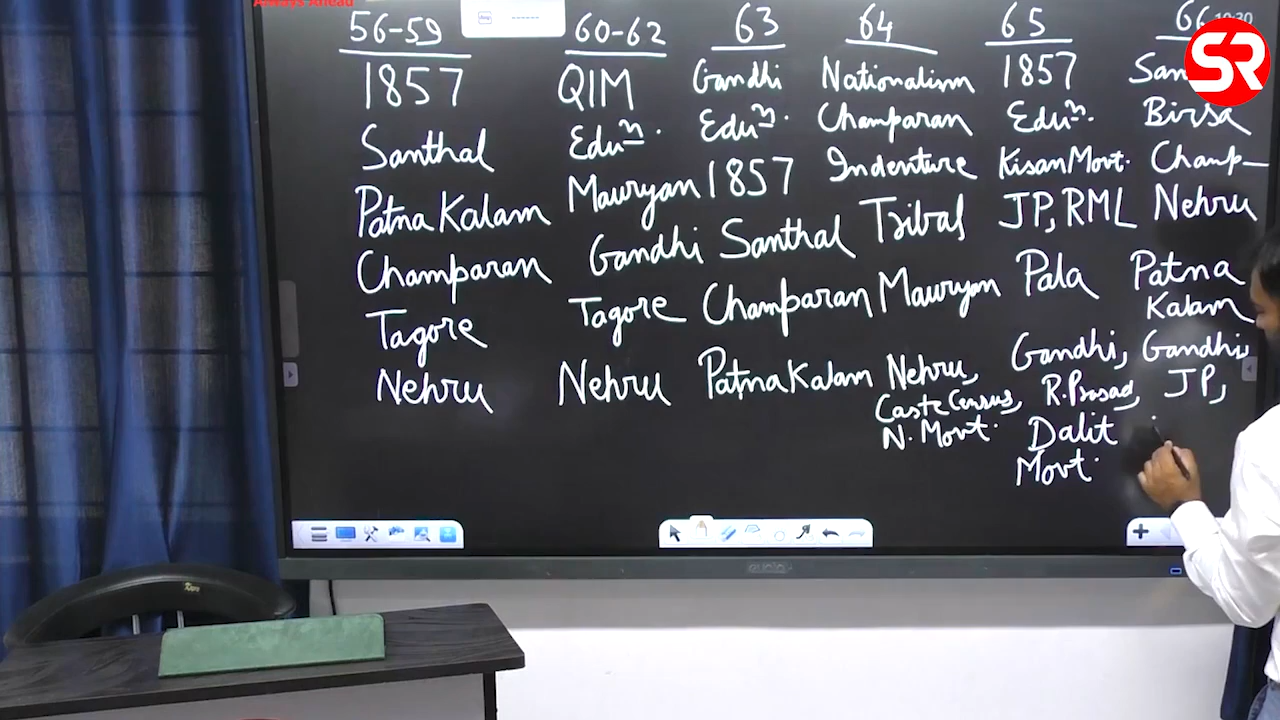 Always Ahead
56-59 60-62 63 64 65 66 10:30
SR
1857 QIM Gandhi Nationalism 1857
Santhal Eduⁿ. Eduⁿ. Champaran Eduⁿ. Birsa
Patna Kalam Mauryan 1857 Indenture Kisan Movt. Champ-
Champaran Gandhi Santhal Tribal JP, RML Nehru
Tagore Tagore Champaran Mauryan Pala Patna Kalam
Nehru Nehru Patna Kalam Nehru, Gandhi, Gandhi,
Caste Census, R. Prasad, JP,
N. Movt. Dalit
Movt.